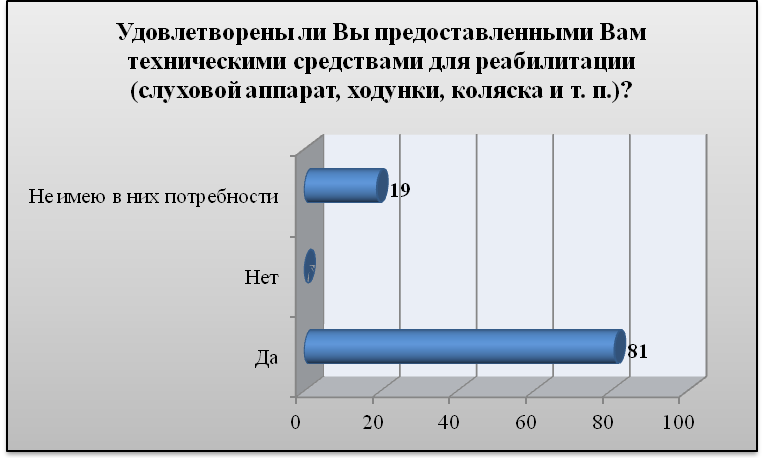 Удовлетворены ли Вы предоставленными Вам
техническими средствами для реабилитации
(слуховой аппарат, ходунки, коляска и т. п.)?
Не имею в них потребности
19
Нет
Да
81
0 20 40 60 80 100